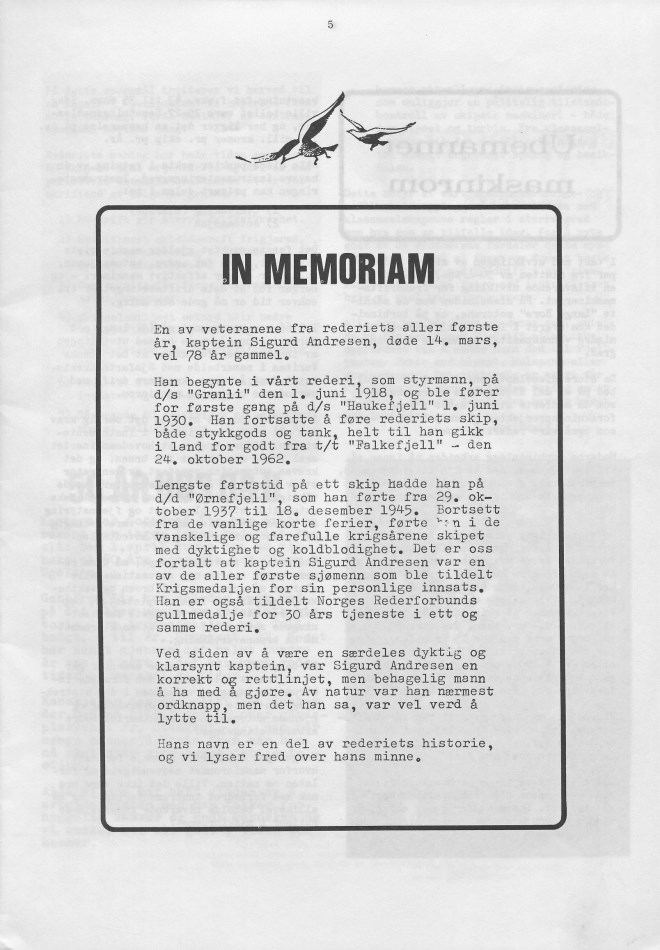 5
IN MEMORIAM
En av veteranene fra rederiets aller første
år, kaptein Sigurd Andresen, døde 14. mars,
vel 78 år gammel.
Han begynte i vårt rederi, som styrmann, på
d/s "Granli" den 1. juni 1918, og ble fører
for første gang på d/s "Haukefjell" 1. juni
1930. Han fortsatte å føre rederiets skip,
både stykkgods og tank, helt til han gikk
i land for godt fra t/t "Falkefjell" - den
24. oktober 1962.
Lengste fartstid på ett skip hadde han på
d/d "Ørnefjell", som han førte fra 29. ok-
tober 1937 til 18. desember 1945. Bortsett
fra de vanlige korte ferier, førte han i de
vanskelige og farefulle krigsårene skipet
med dyktighet og koldblodighet. Det er oss
fortalt at kaptein Sigurd Andresen var en
av de aller første sjømenn som ble tildelt
Krigsmedaljen for sin personlige innsats.
Han er også tildelt Norges Rederforbunds
gullmedalje for 30 års tjeneste i ett og
samme rederi.
Ved siden av å være en særdeles dyktig og
klarsynt kaptein, var Sigurd Andresen en
korrekt og rettlinjet, men behagelig mann
å ha med å gjøre. Av natur var han nærmest
ordknapp, men det han sa, var vel verd å
lytte til.
Hans navn er en del av rederiets historie,
og vi lyser fred over hans minne.